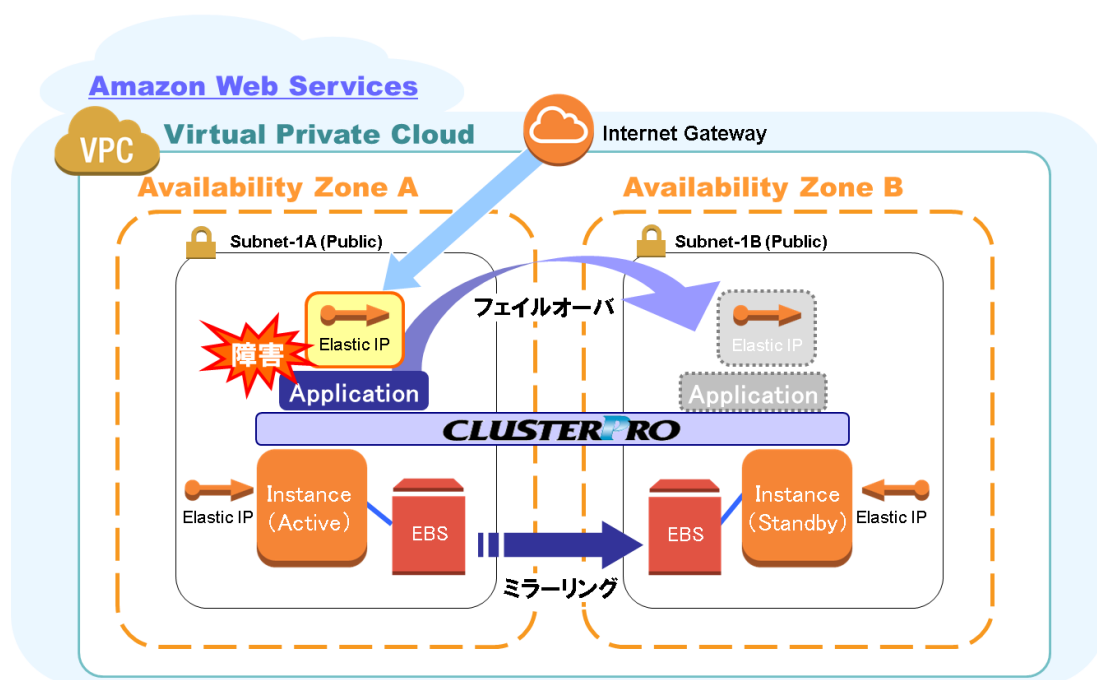 Amazon Web Services
VPC
Virtual Private Cloud
Internet Gateway
Availability Zone A
Availability Zone B
Subnet-1A (Public)
Subnet-1B (Public)
フェイルオーバ
Elastic IP
Elastic IP
障害
Application
Application
CLUSTERPRO
Instance
(Active)
Instance
(Standby)
Elastic IP
EBS
EBS
Elastic IP
ミラーリング